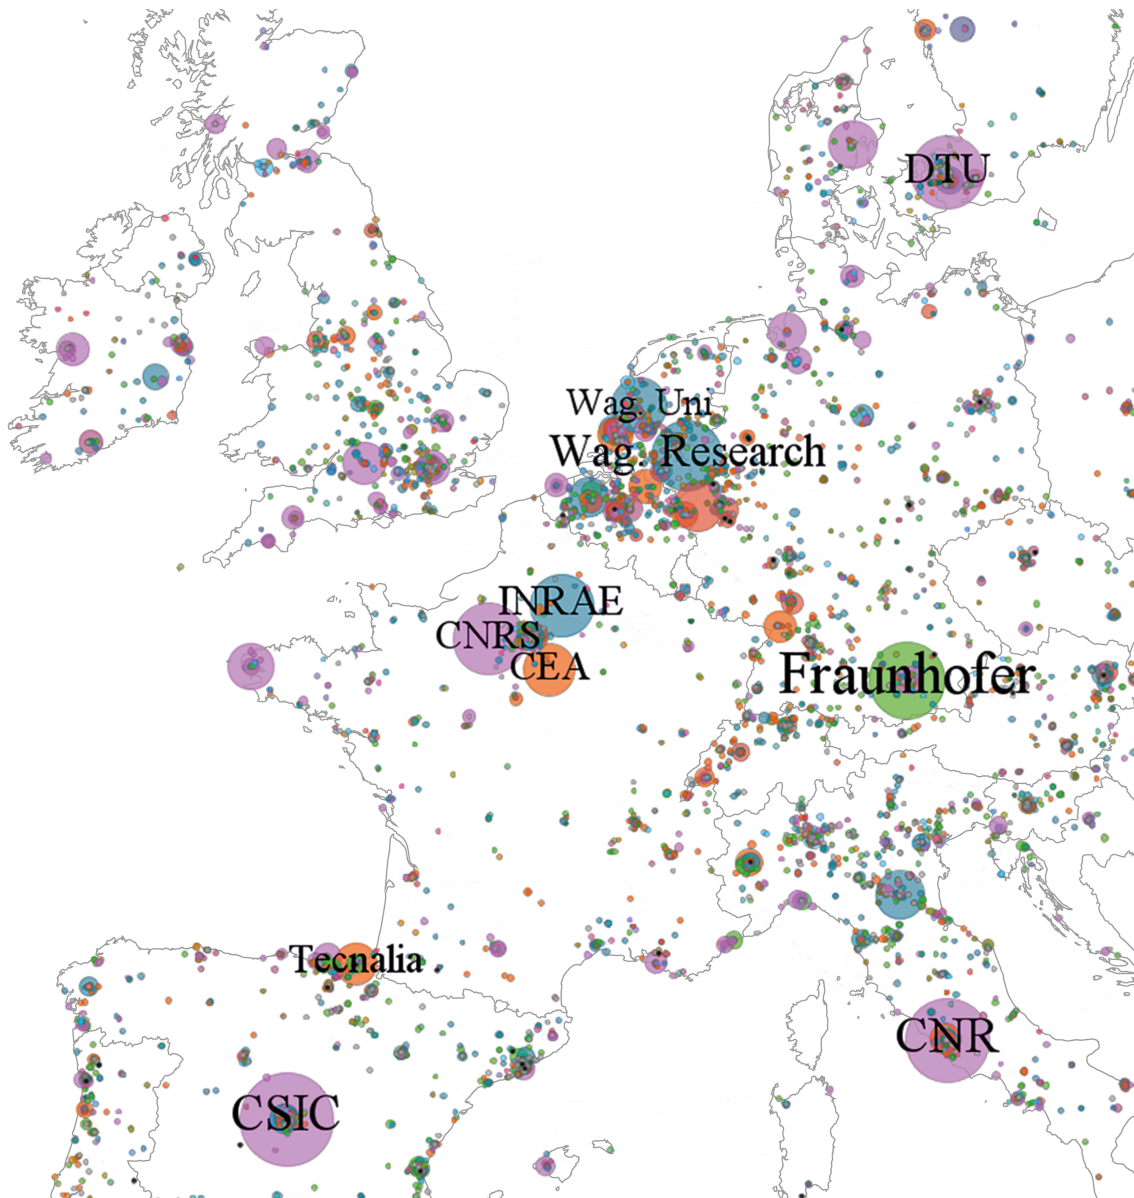 DTU
Wag. Uni
Wag. Research
INRAE
CNRS
CEA
Fraunhofer
Tecnalia
CNR
CSIC